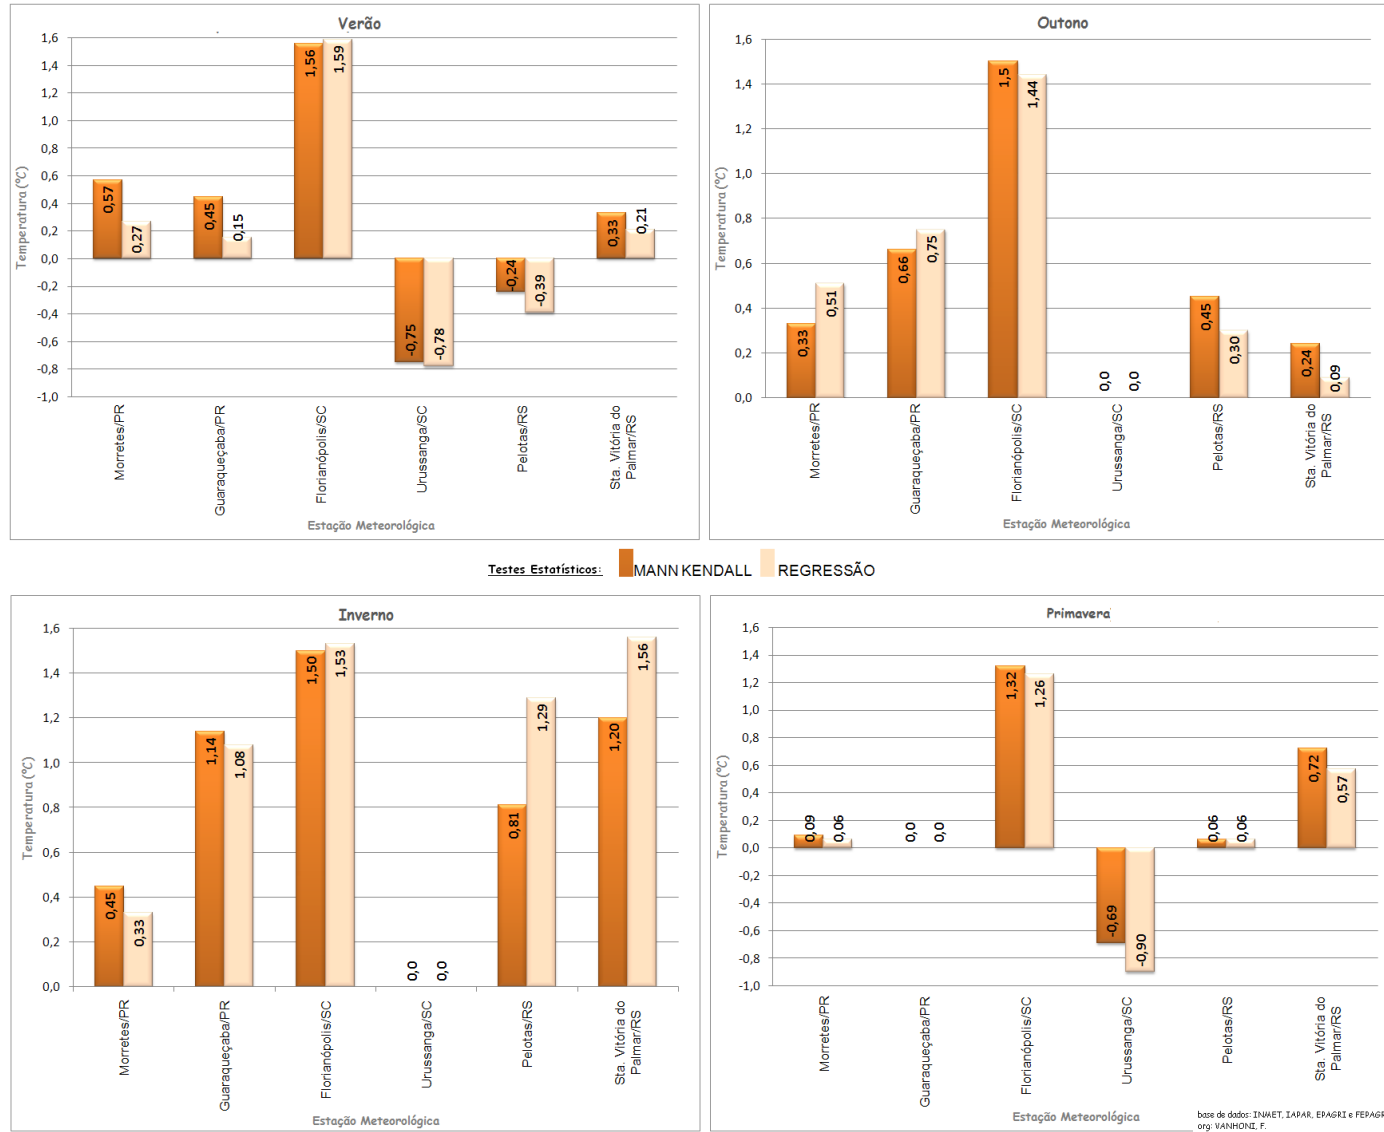 Verão
Temperatura (°C)
1,6
1,4
1,2
1,0
0,8
0,6
0,4
0,2
0,0
-0,2
-0,4
-0,6
-0,8
-1,0
0,57
0,27
0,45
0,15
1,56
1,59
-0,75
-0,78
-0,24
-0,39
0,33
0,21
Morretes/PR
Guaraqueçaba/PR
Florianópolis/SC
Urussanga/SC
Pelotas/RS
Sta. Vitória do
Palmar/RS
Estação Meteorológica
Outono
Temperatura (°C)
1,6
1,4
1,2
1,0
0,8
0,6
0,4
0,2
0,0
0,33
0,51
0,66
0,75
1,5
1,44
0,0
0,0
0,45
0,30
0,24
0,09
Morretes/PR
Guaraqueçaba/PR
Florianópolis/SC
Urussanga/SC
Pelotas/RS
Sta. Vitória do
Palmar/RS
Estação Meteorológica
Testes Estatísticos: MANN KENDALL REGRESSÃO
Inverno
Temperatura (°C)
1,6
1,4
1,2
1,0
0,8
0,6
0,4
0,2
0,0
0,45
0,33
1,14
1,08
1,50
1,53
0,0
0,0
0,81
1,29
1,20
1,56
Morretes/PR
Guaraqueçaba/PR
Florianópolis/SC
Urussanga/SC
Pelotas/RS
Sta. Vitória do
Palmar/RS
Estação Meteorológica
Primavera
Temperatura (°C)
1,6
1,4
1,2
1,0
0,8
0,6
0,4
0,2
0,0
-0,2
-0,4
-0,6
-0,8
-1,0
0,09
0,06
0,0
0,0
1,32
1,26
-0,69
-0,90
0,06
0,06
0,72
0,57
Morretes/PR
Guaraqueçaba/PR
Florianópolis/SC
Urussanga/SC
Pelotas/RS
Sta. Vitória do
Palmar/RS
Estação Meteorológica
base de dados: INMET, IAPAR, EPAGRI e FEPAGR
org: VANHONI, F.